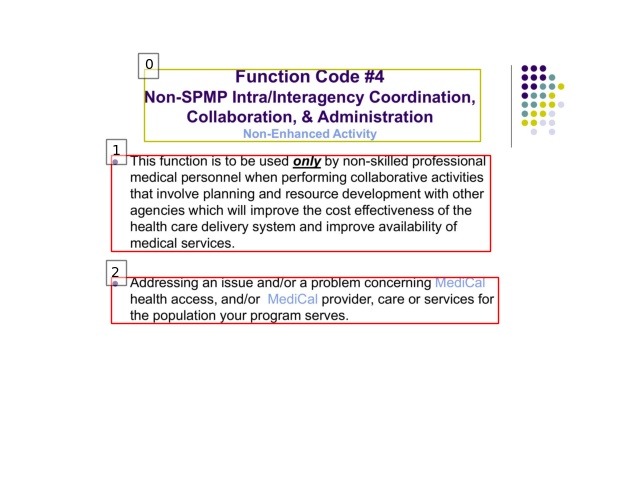 0
Function Code #4
Non-SPMP Intra/Interagency Coordination,
Collaboration, & Administration
Non-Enhanced Activity
1
This function is to be used only by non-skilled professional
medical personnel when performing collaborative activities
that involve planning and resource development with other
agencies which will improve the cost effectiveness of the
health care delivery system and improve availability of
medical services.
2
Addressing an issue and/or a problem concerning MediCal
health access, and/or MediCal provider, care or services for
the population your program serves.